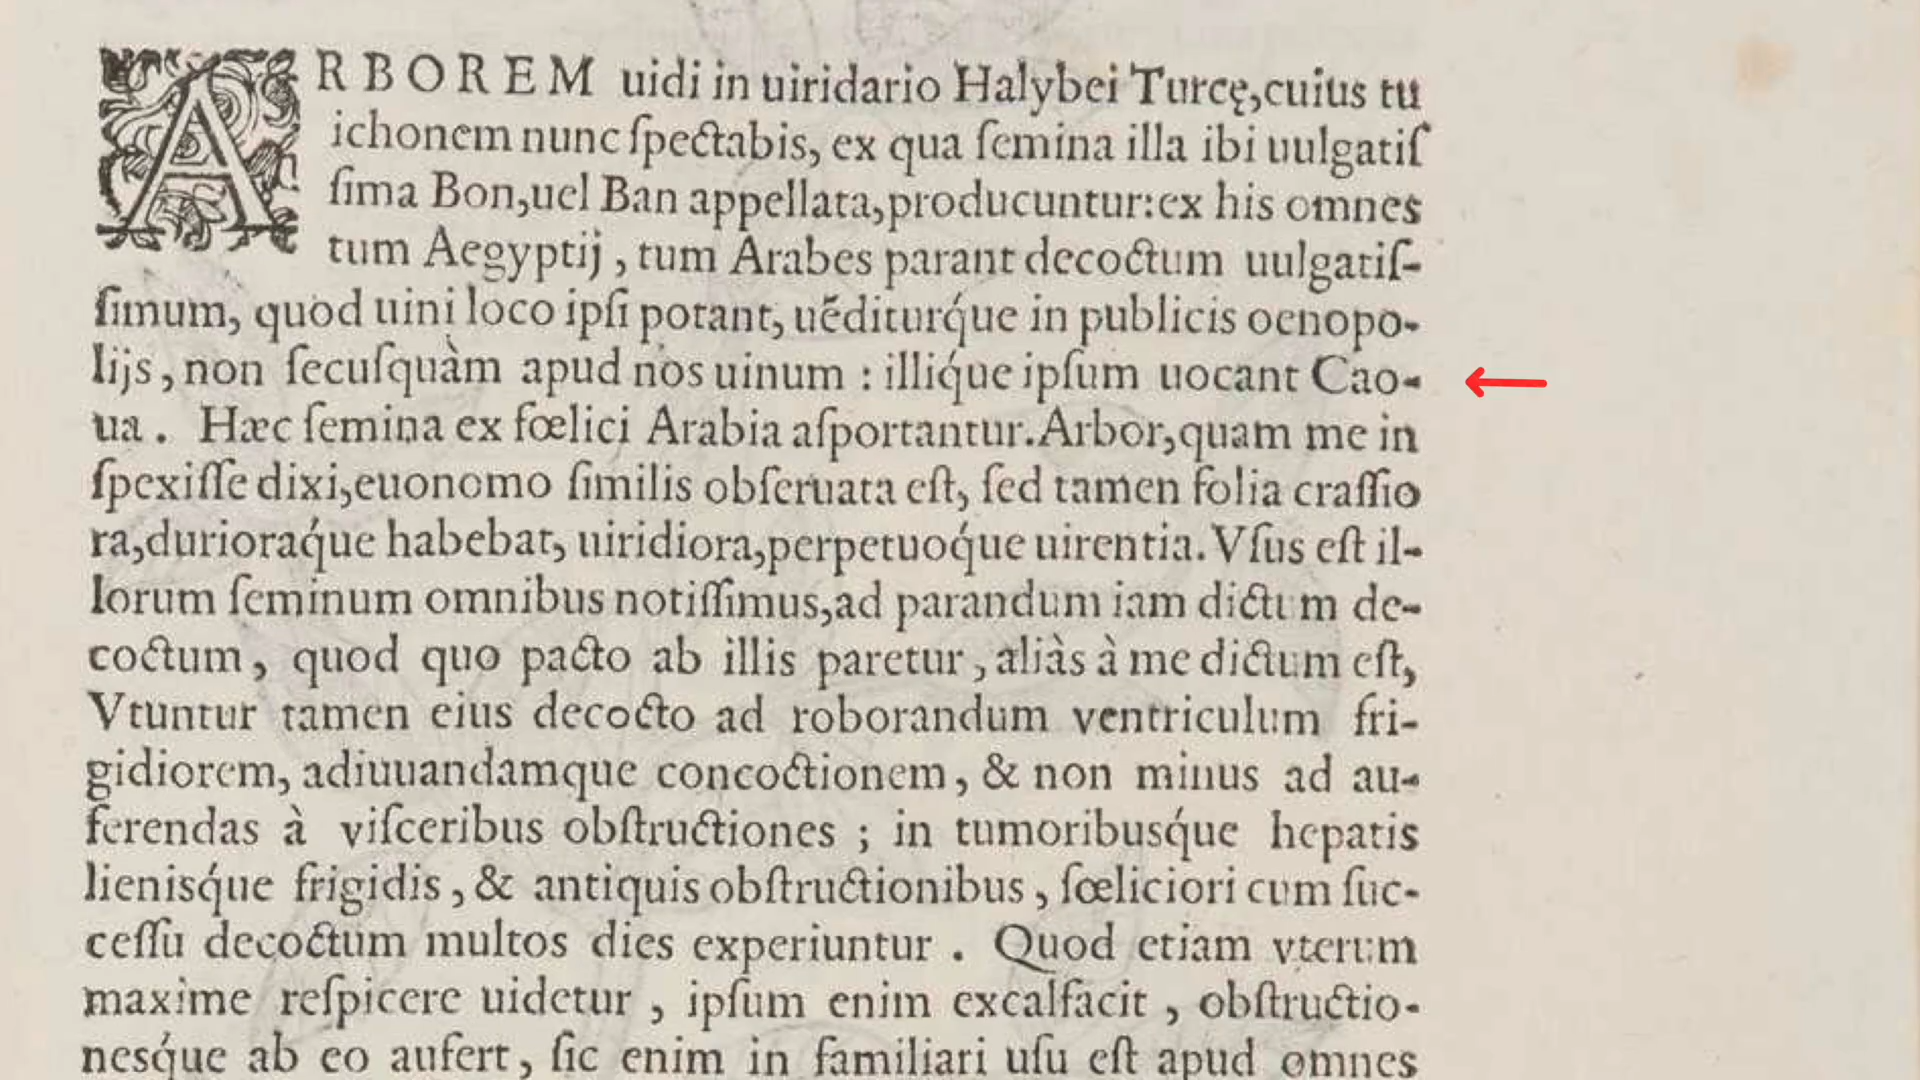 ARBOREM uidi in uiridario Halybei Turcę,cuius tu
ichonem nunc ſpectabis, ex qua ſemina illa ibi uulgatiſ
ſima Bon,uel Ban appellata,producuntur:ex his omnes
tum Aegyptij, tum Arabes parant decoctum uulgatiſ-
ſimum, quod uini loco ipſi potant, uẽditurq́ue in publicis oenopo-
lijs, non ſecuſquàm apud nos uinum : illiq́ue ipſum uocant Cao-
ua. Hæc ſemina ex fœlici Arabia aſportantur.Arbor,quam me in
ſpexiſſe dixi,euonomo ſimilis obſeruata eſt, ſed tamen folia craſſio
ra,durioraq́ue habebat, uiridiora,perpetuoq́ue uirentia. Vſus eſt il-
lorum ſeminum omnibus notiſſimus,ad parandum iam dictum de-
coctum, quod quo pacto ab illis paretur, aliàs à me dictum eſt,
Vtuntur tamen eius decocto ad roborandum ventriculum fri-
gidiorem, adiuuandamque concoctionem, & non minus ad au-
ferendas à viſceribus obſtructiones ; in tumoribusq́ue hepatis
lienisq́ue frigidis, & antiquis obſtructionibus, fœliciori cum ſuc-
ceſſu decoctum multos dies experiuntur. Quod etiam vterum
maxime reſpicere uidetur, ipſum enim excalfacit, obſtructio-
nesq́ue ab eo aufert, ſic enim in familiari uſu eſt apud omnes